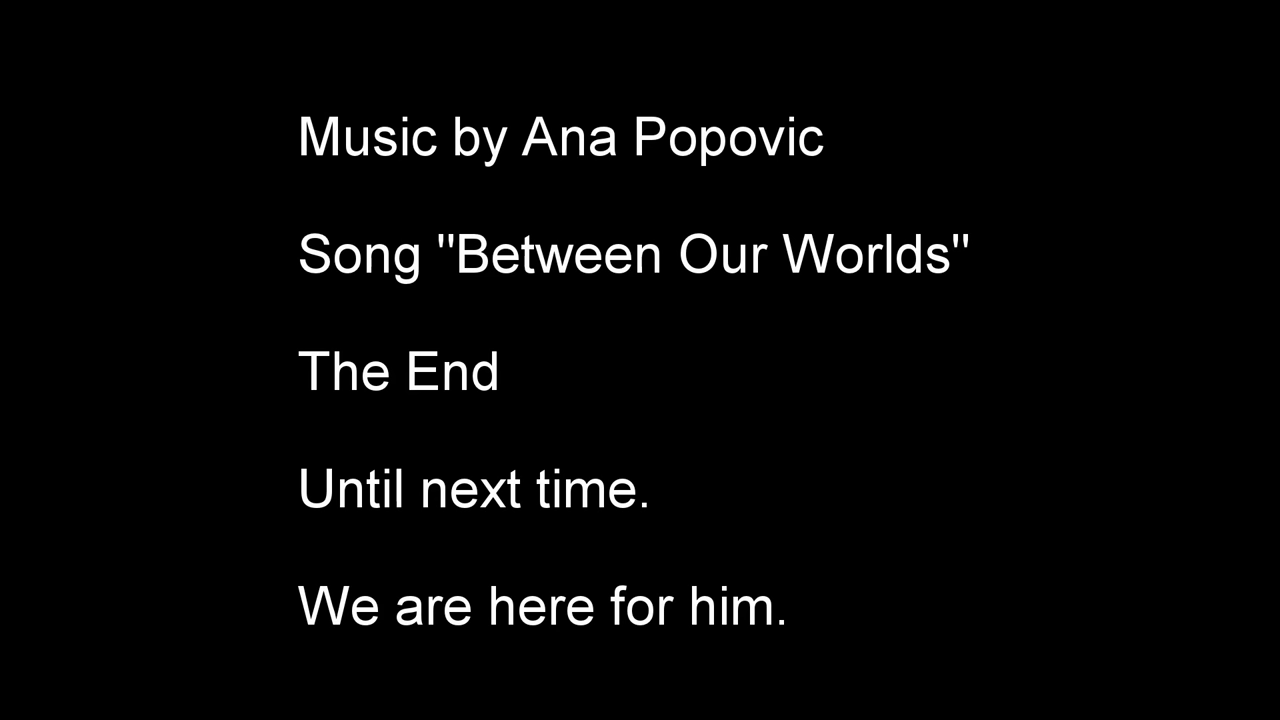 Music by Ana Popovic
Song "Between Our Worlds"
The End
Until next time.
We are here for him.